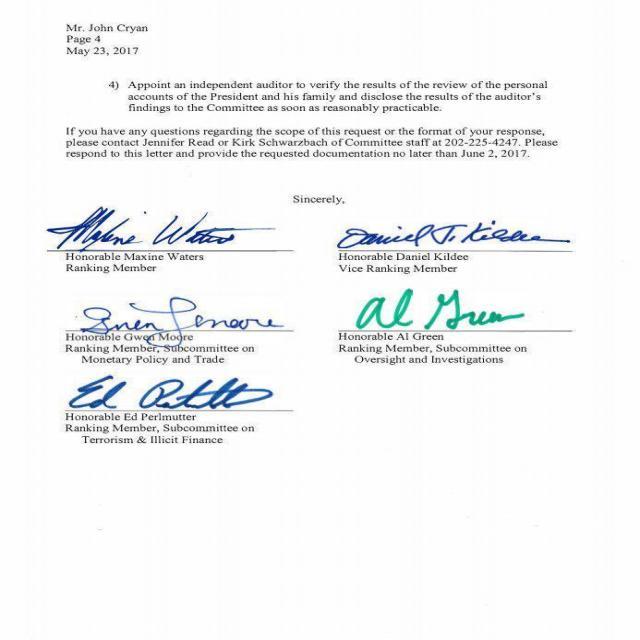 Mr. John Cryan
Page 4
May 23, 2017
4) Appoint an independent auditor to verify the results of the review of the personal
accounts of the President and his family and disclose the results of the auditor's
findings to the Committee as soon as reasonably practicable.
If you have any questions regarding the scope of this request or the format of your response,
please contact Jennifer Read or Kirk Schwarzbach of Committee staff at 202-225-4247. Please
respond to this letter and provide the requested documentation no later than June 2, 2017.
Sincerely,
Maxine Waters
Honorable Maxine Waters
Ranking Member
Daniel T. Kildee
Honorable Daniel Kildee
Vice Ranking Member
Gwen Moore
Honorable Gwen Moore
Ranking Member, Subcommittee on
Monetary Policy and Trade
Al Green
Honorable Al Green
Ranking Member, Subcommittee on
Oversight and Investigations
Ed Perlmutter
Honorable Ed Perlmutter
Ranking Member, Subcommittee on
Terrorism & Illicit Finance